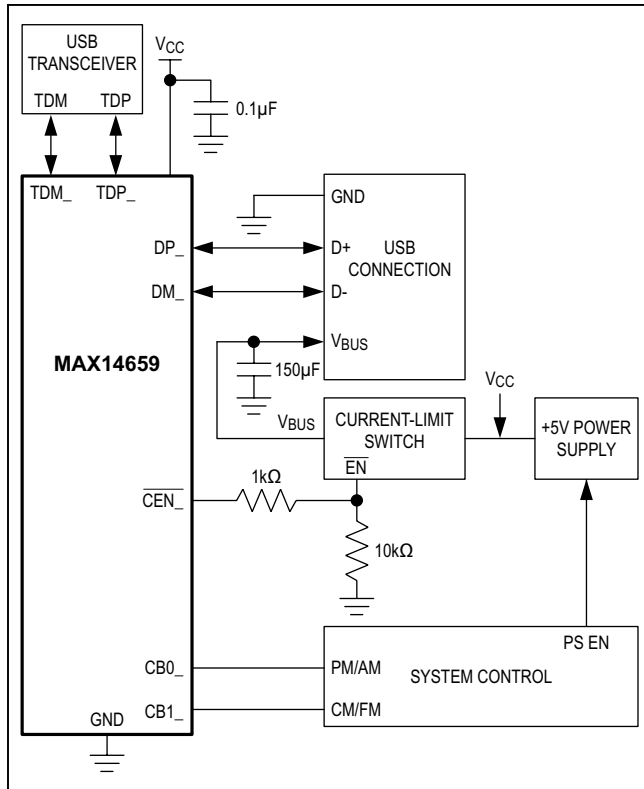 USB
TRANSCEIVER
TDM TDP
VCC
0.1µF
TDM_ TDP_
GND
DP_
D+
USB
CONNECTION
DM_
D-
VBUS
MAX14659
150µF
VCC
VBUS
CURRENT-LIMIT
SWITCH
EN
+5V POWER
SUPPLY
1kΩ
CEN_
10kΩ
PS EN
CB0_
PM/AM
SYSTEM CONTROL
CB1_
CM/FM
GND